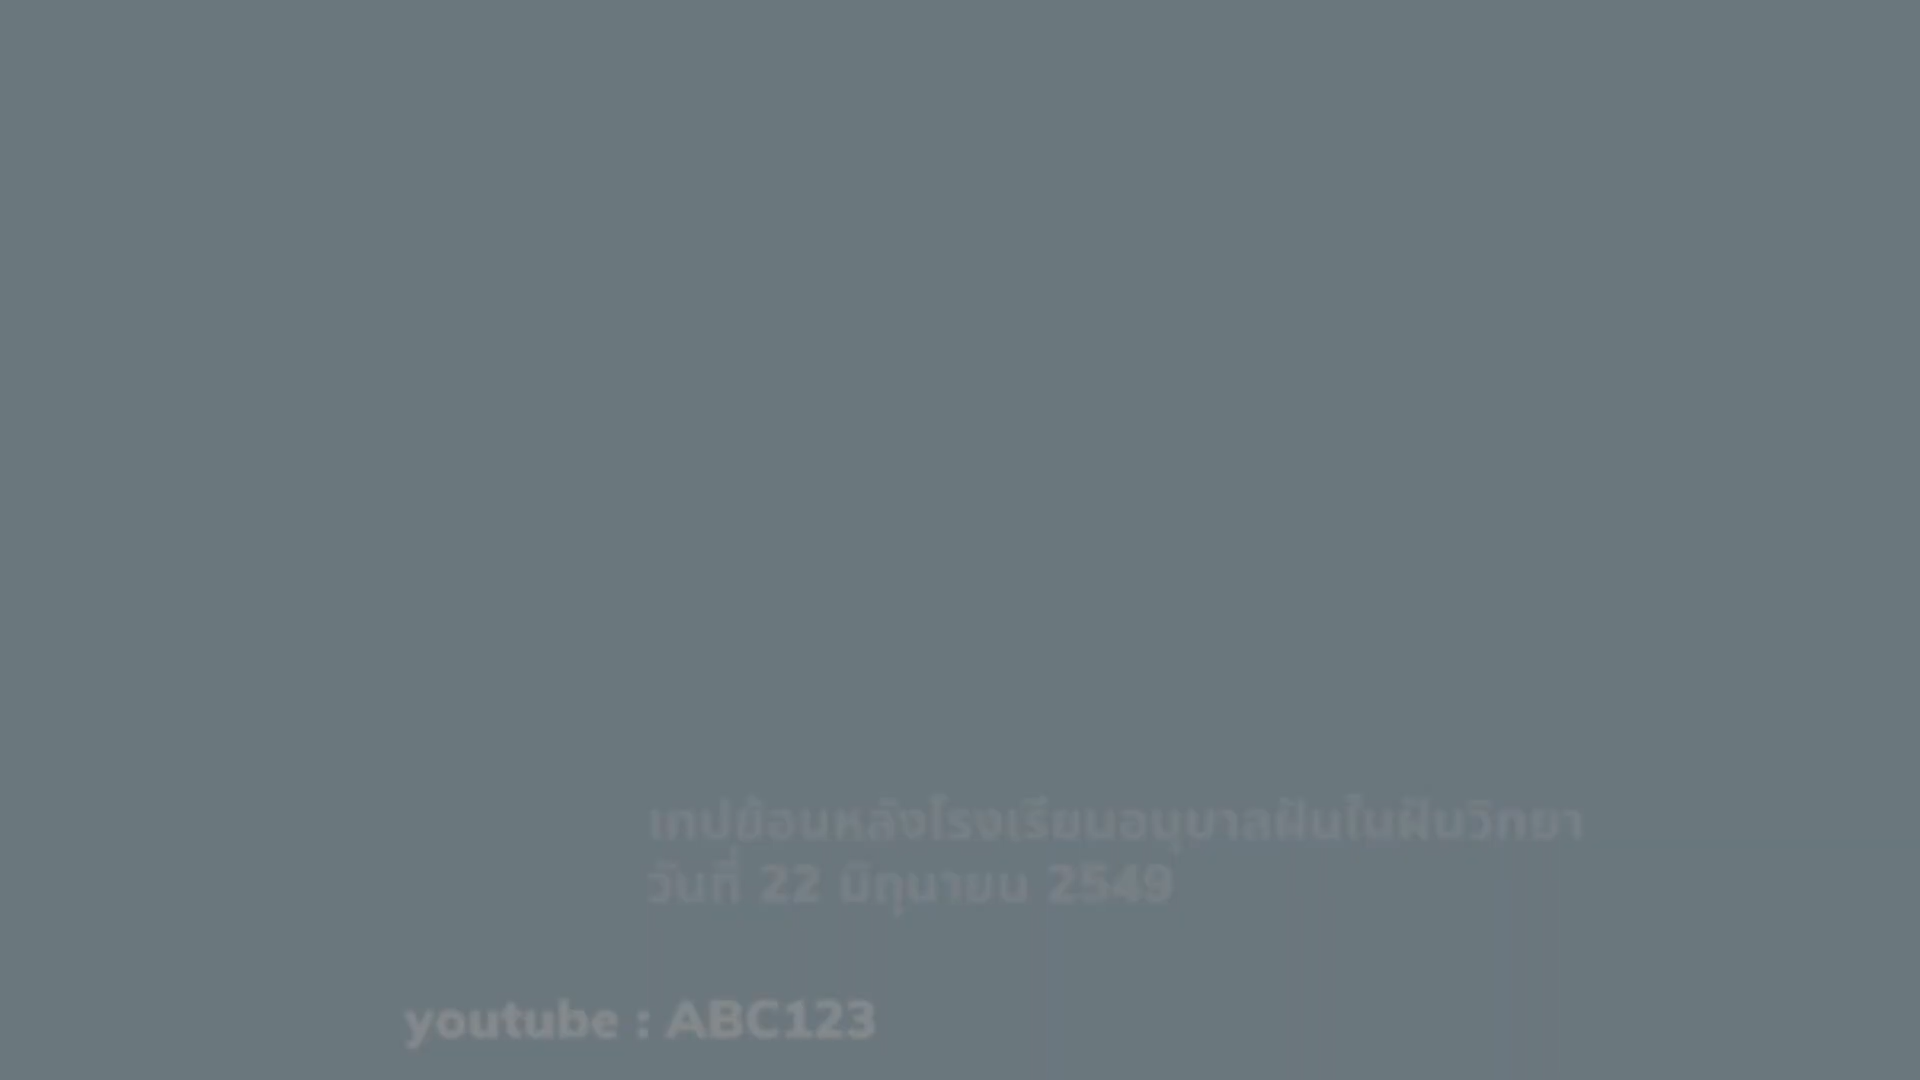 เทปย้อนหลังโรงเรียนอนุบาลฝันในฝันวิทยา
วันที่ 22 มิถุนายน 2549
youtube : ABC123